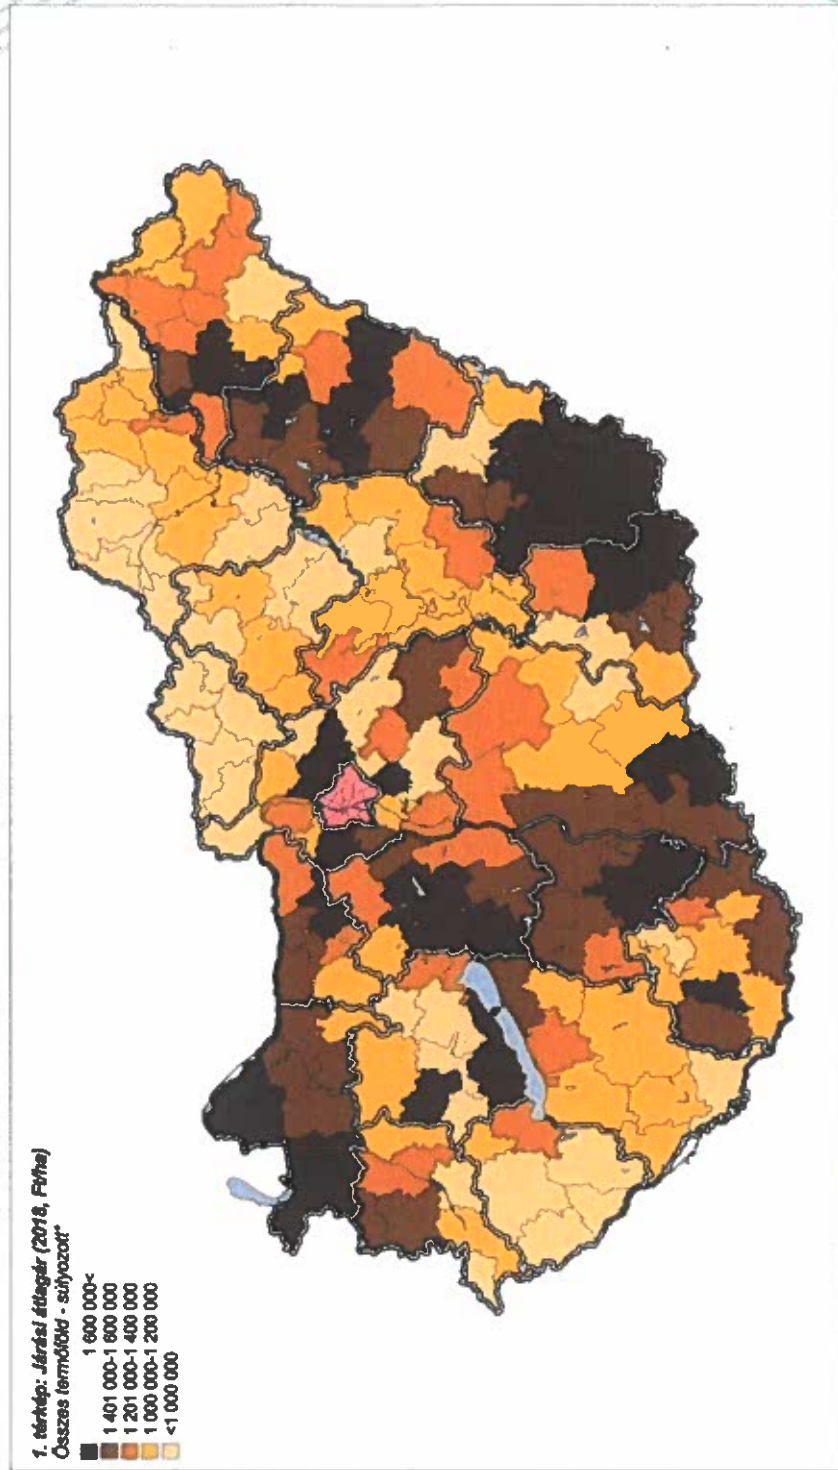 1. térkép: Járási átlagár (2018, Ft/ha)
Összes termőföld - súlyozott*
1 600 000<
1 401 000-1 600 000
1 201 000-1 400 000
1 000 000-1 200 000
<1 000 000